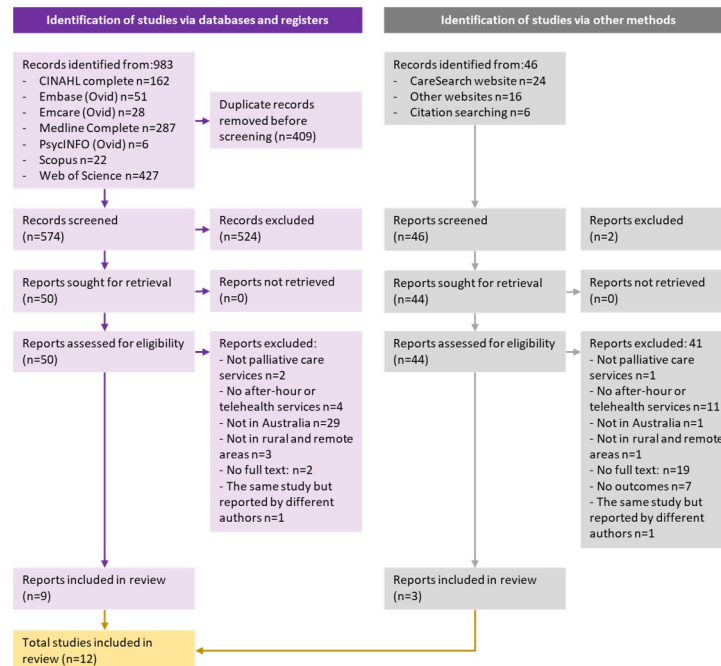 Identification of studies via databases and registers
Identification of studies via other methods
Records identified from:983
- CINAHL complete n=162
- Embase (Ovid) n=51
- Emcare (Ovid) n=28
- Medline Complete n=287
- PsycINFO (Ovid) n=6
- Scopus n=22
- Web of Science n=427
Duplicate records
removed before
screening (n=409)
Records identified from:46
- CareSearch website n=24
- Other websites n=16
- Citation searching n=6
Records screened
(n=574)
Records excluded
(n=524)
Reports screened
(n=46)
Reports excluded
(n=2)
Reports sought for retrieval
(n=50)
Reports not retrieved
(n=0)
Reports sought for retrieval
(n=44)
Reports not retrieved
(n=0)
Reports assessed for eligibility
(n=50)
Reports excluded:
- Not palliative care
services n=2
- No after-hour or
telehealth services n=4
- Not in Australia n=29
- Not in rural and remote
areas n=3
- No full text: n=2
- The same study but
reported by different
authors n=1
Reports assessed for eligibility
(n=44)
Reports excluded: 41
- Not palliative care
services n=1
- No after-hour or
telehealth services n=11
- Not in Australia n=1
- Not in rural and remote
areas n=1
- No full text: n=19
- No outcomes n=7
- The same study but
reported by different
authors n=1
Reports included in review
(n=9)
Reports included in review
(n=3)
Total studies included in
review (n=12)